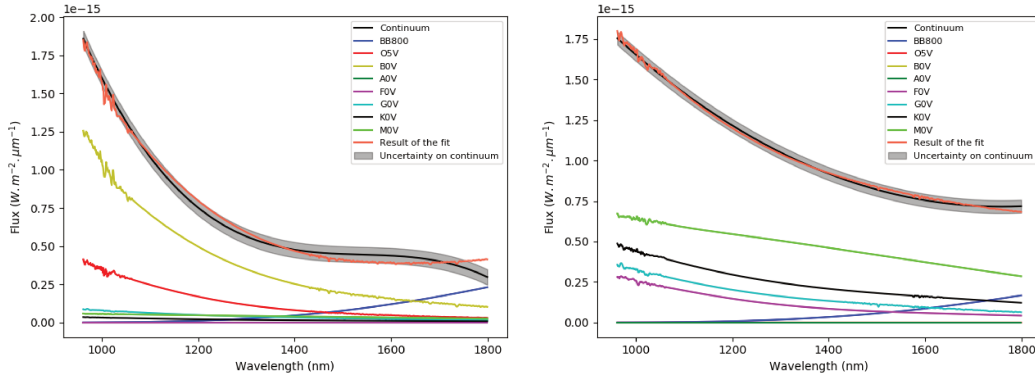 1e−15
2.00
1.75
1.50
1.25
1.00
0.75
0.50
0.25
0.00
Flux (W. m⁻². μm⁻¹)
1000 1200 1400 1600 1800
Wavelength (nm)
Continuum
BB800
O5V
B0V
A0V
F0V
G0V
K0V
M0V
Result of the fit
Uncertainty on continuum
1e−15
1.75
1.50
1.25
1.00
0.75
0.50
0.25
0.00
Flux (W. m⁻². μm⁻¹)
1000 1200 1400 1600 1800
Wavelength (nm)
Continuum
BB800
O5V
B0V
A0V
F0V
G0V
K0V
M0V
Result of the fit
Uncertainty on continuum